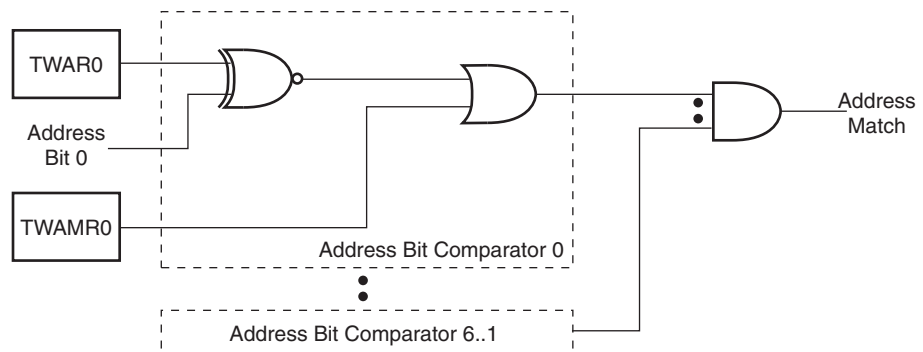 TWAR0
Address
Bit 0
TWAMR0
Address Bit Comparator 0
Address Bit Comparator 6..1
Address
Match